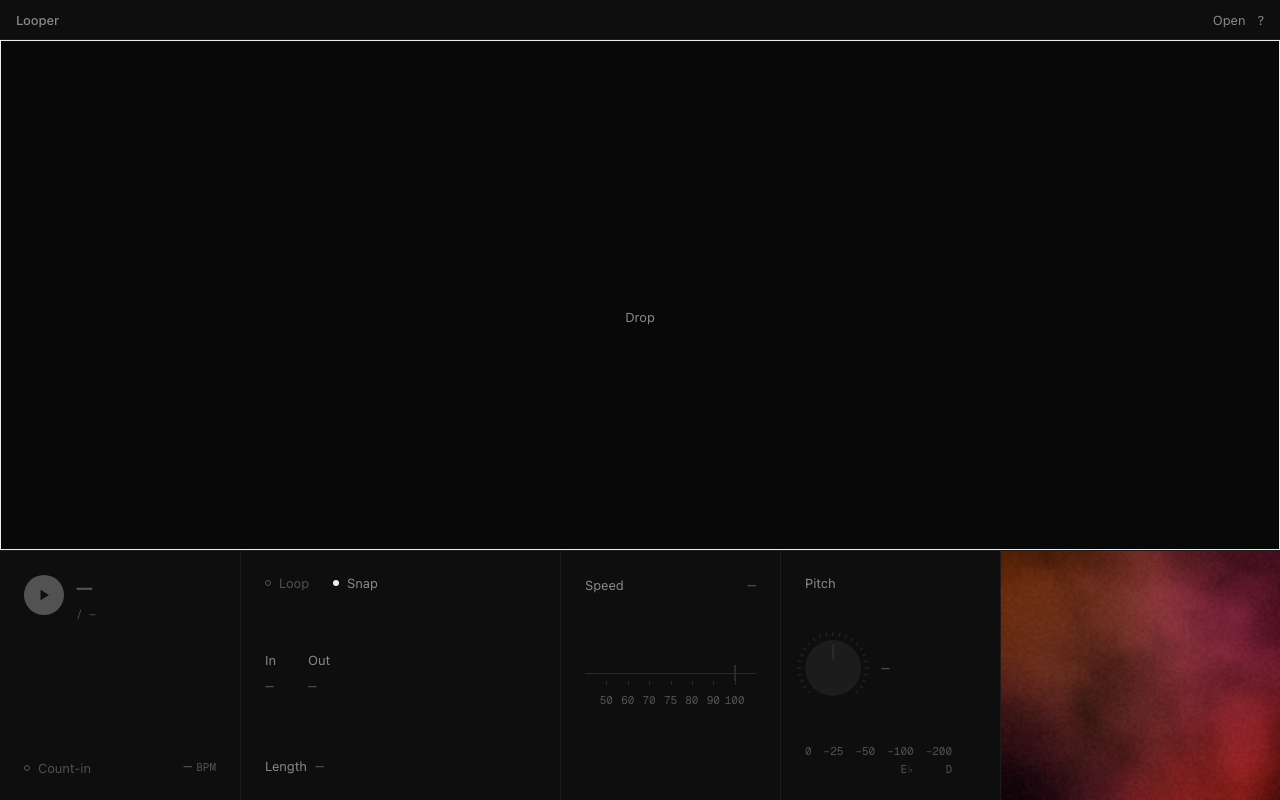 Looper
Open ?
Drop
—
/ –
Count-in
— BPM
Loop Snap
In Out
— —
Length —
Speed —
50 60 70 75 80 90 100
Pitch
—
0 −25 −50 −100 −200
E♭ D